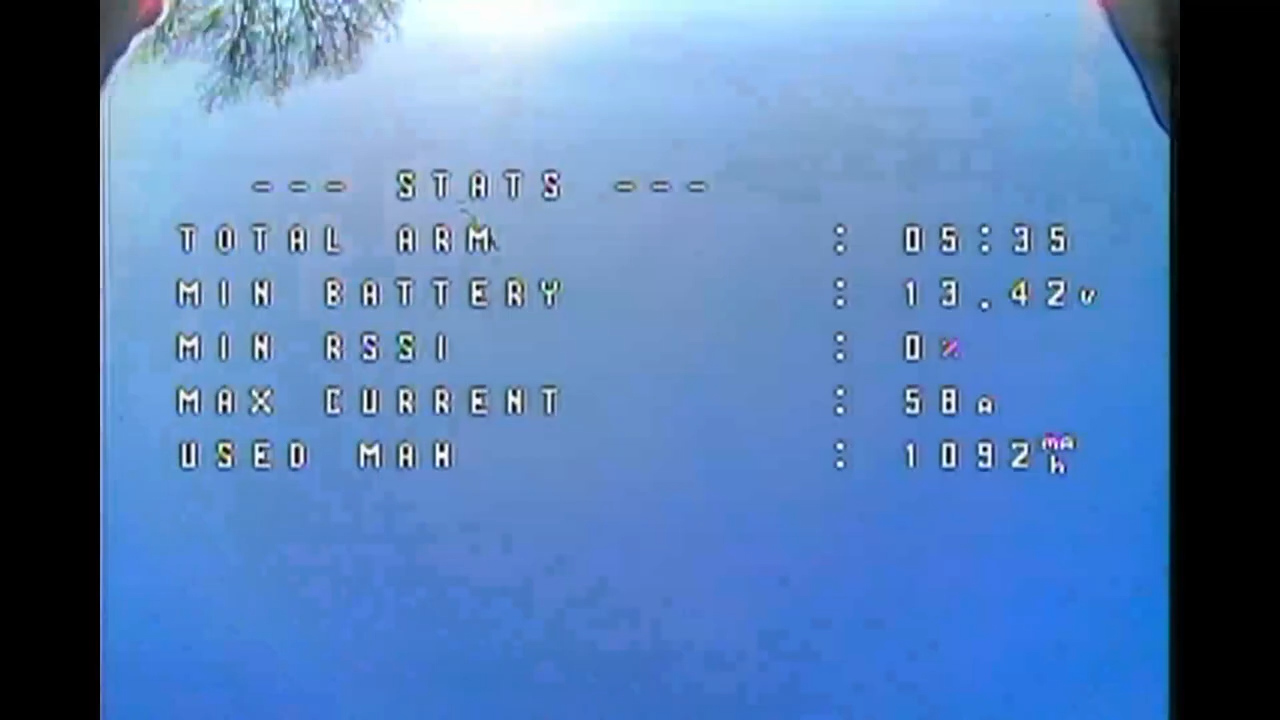 --- STATS ---
TOTAL ARM : 05:35
MIN BATTERY : 13.42V
MIN RSSI : 0%
MAX CURRENT : 58A
USED MAH : 1092mAh